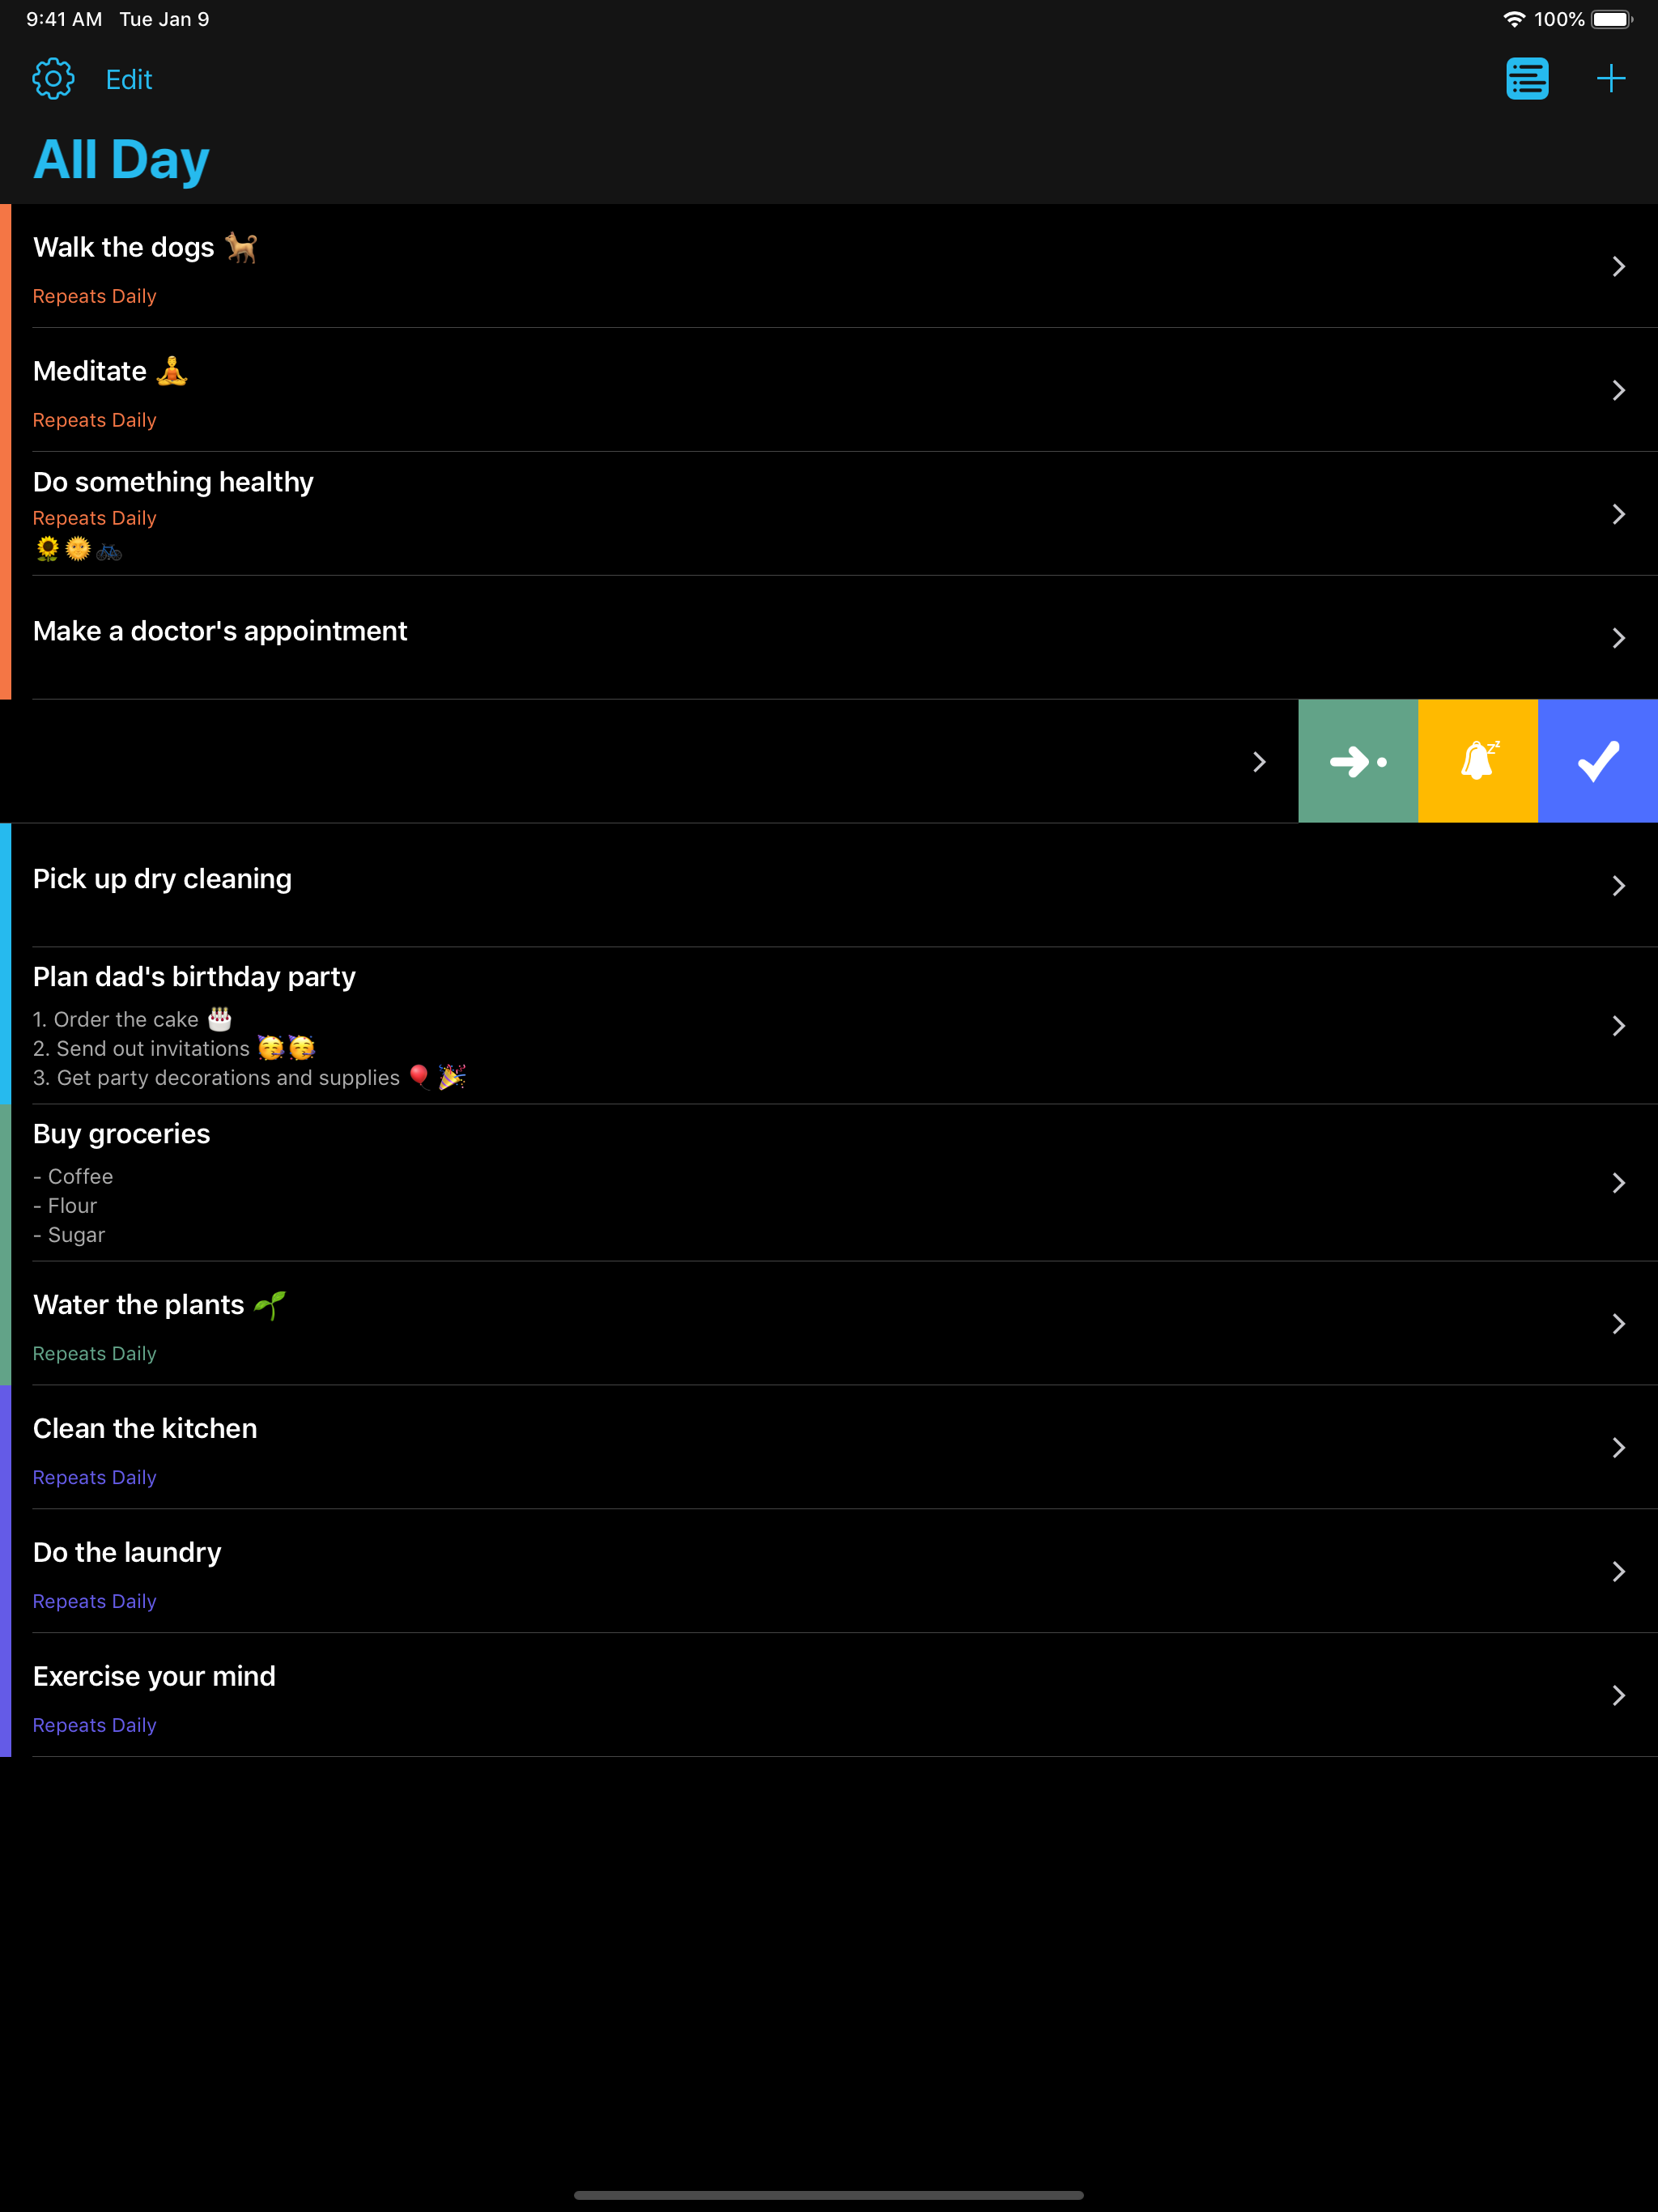 9:41 AM Tue Jan 9
100%
Edit
All Day
Walk the dogs 🐕
Repeats Daily
Meditate 🧘
Repeats Daily
Do something healthy
Repeats Daily
🌻🌞🚲
Make a doctor's appointment
Pick up dry cleaning
Plan dad's birthday party
1. Order the cake 🎂
2. Send out invitations 🥳🥳
3. Get party decorations and supplies 🎈🎉
Buy groceries
- Coffee
- Flour
- Sugar
Water the plants 🌱
Repeats Daily
Clean the kitchen
Repeats Daily
Do the laundry
Repeats Daily
Exercise your mind
Repeats Daily